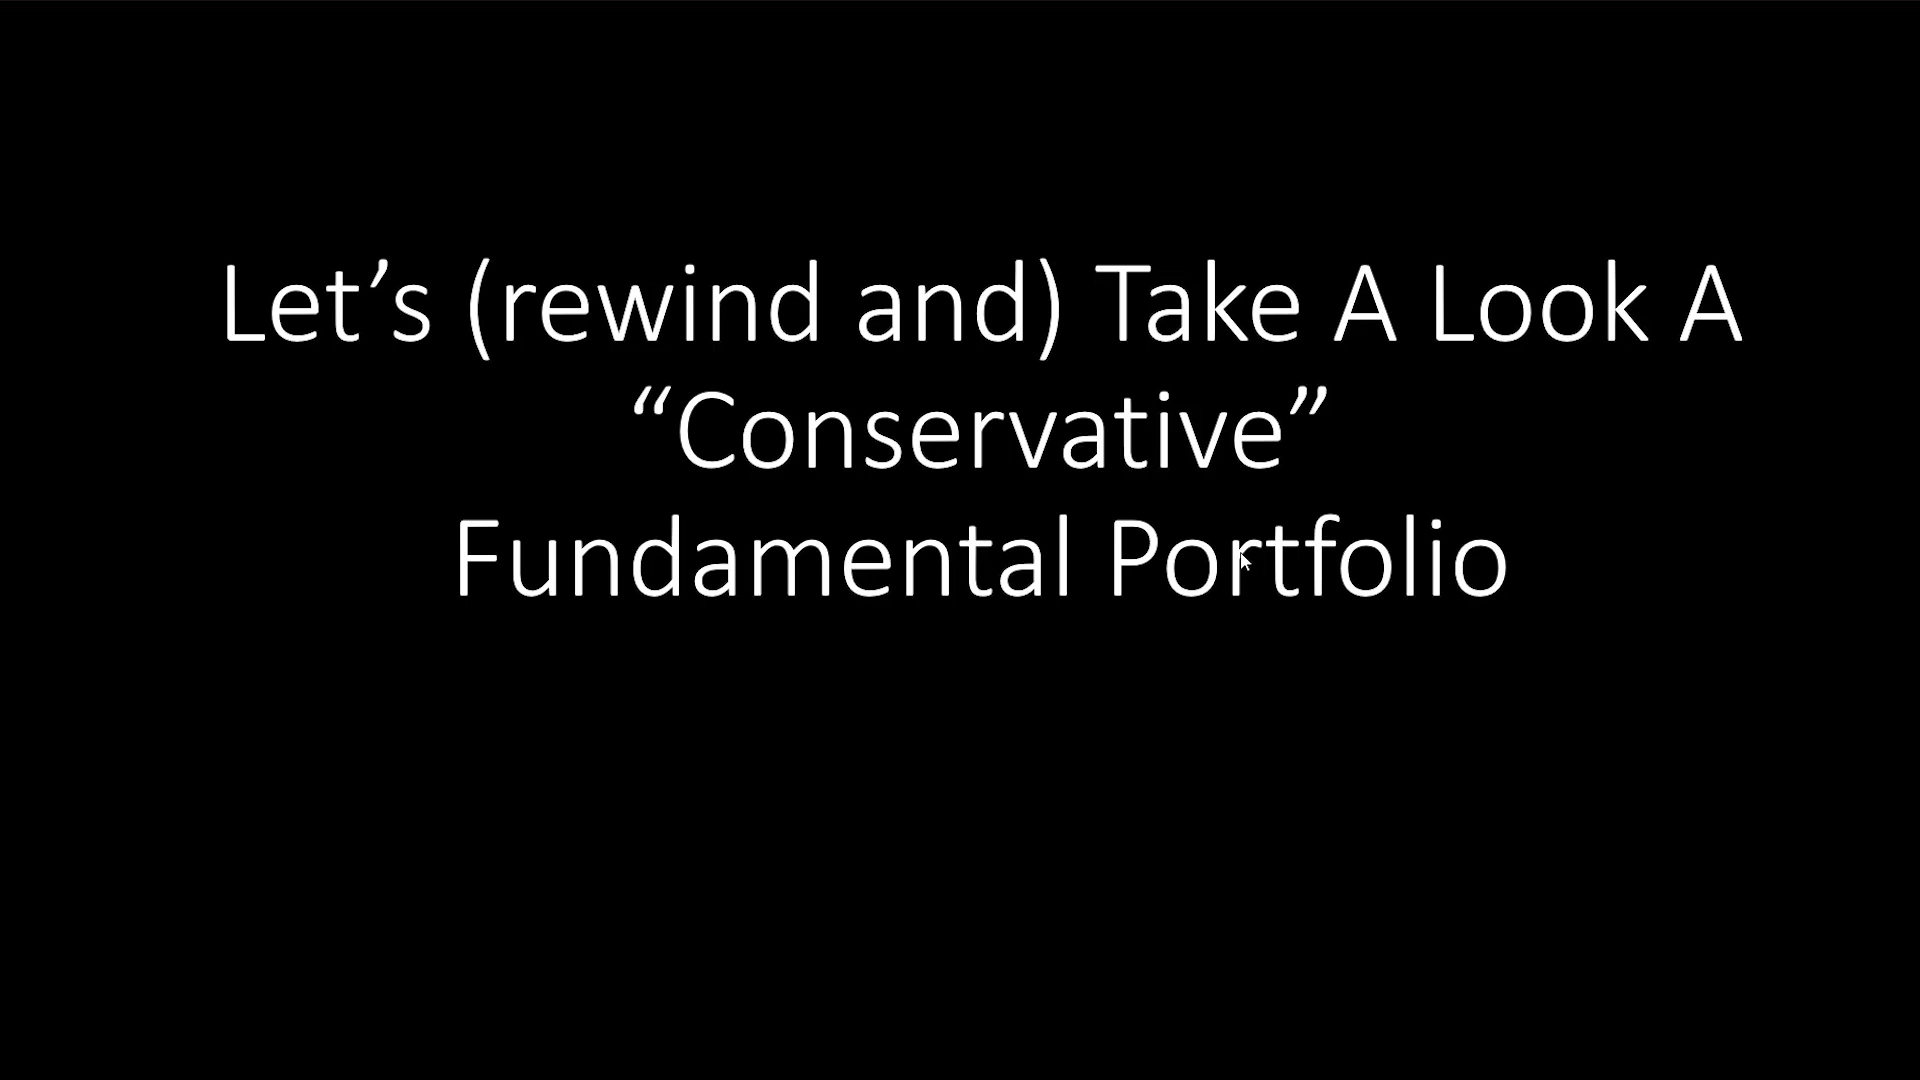 Let’s (rewind and) Take A Look A
“Conservative”
Fundamental Portfolio